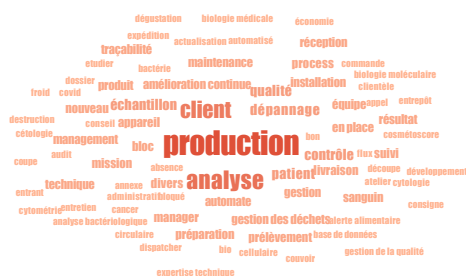 dégustation biologie médicale économie
expédition actualisation automatisé réception
traçabilité
etudier bactérie maintenance process commande
biologie moléculaire
dossier produit amélioration continue qualité installation clientèle
froid covid
nouveau échantillon client dépannage équipe appel entrepôt
destruction conseil appareil résultat
cétologie en place cosmétoscore
management bloc production bon
audit contrôle flux suivi
coupe mission absence patient livraison découpe développement
technique annexe divers analyse atelier cytologie
entrant administratif bloqué gestion sanguin
automate consigne
cytométrie entretien cancer
analyse bactériologique manager gestion des déchets alerte alimentaire
circulaire préparation prélèvement base de données
dispatcher bio cellulaire gestion de la qualité
couvoir
expertise technique